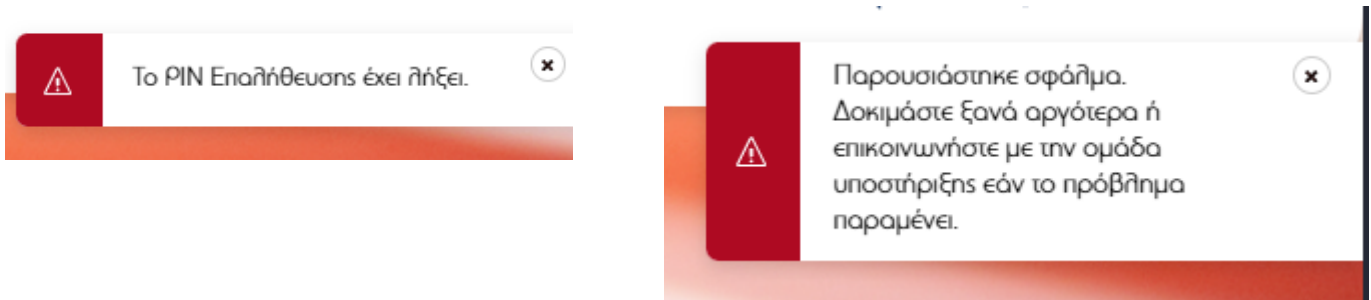 Το PIN Επαλήθευσης έχει λήξει.
Παρουσιάστηκε σφάλμα.
Δοκιμάστε ξανά αργότερα ή
επικοινωνήστε με την ομάδα
υποστήριξης εάν το πρόβλημα
παραμένει.